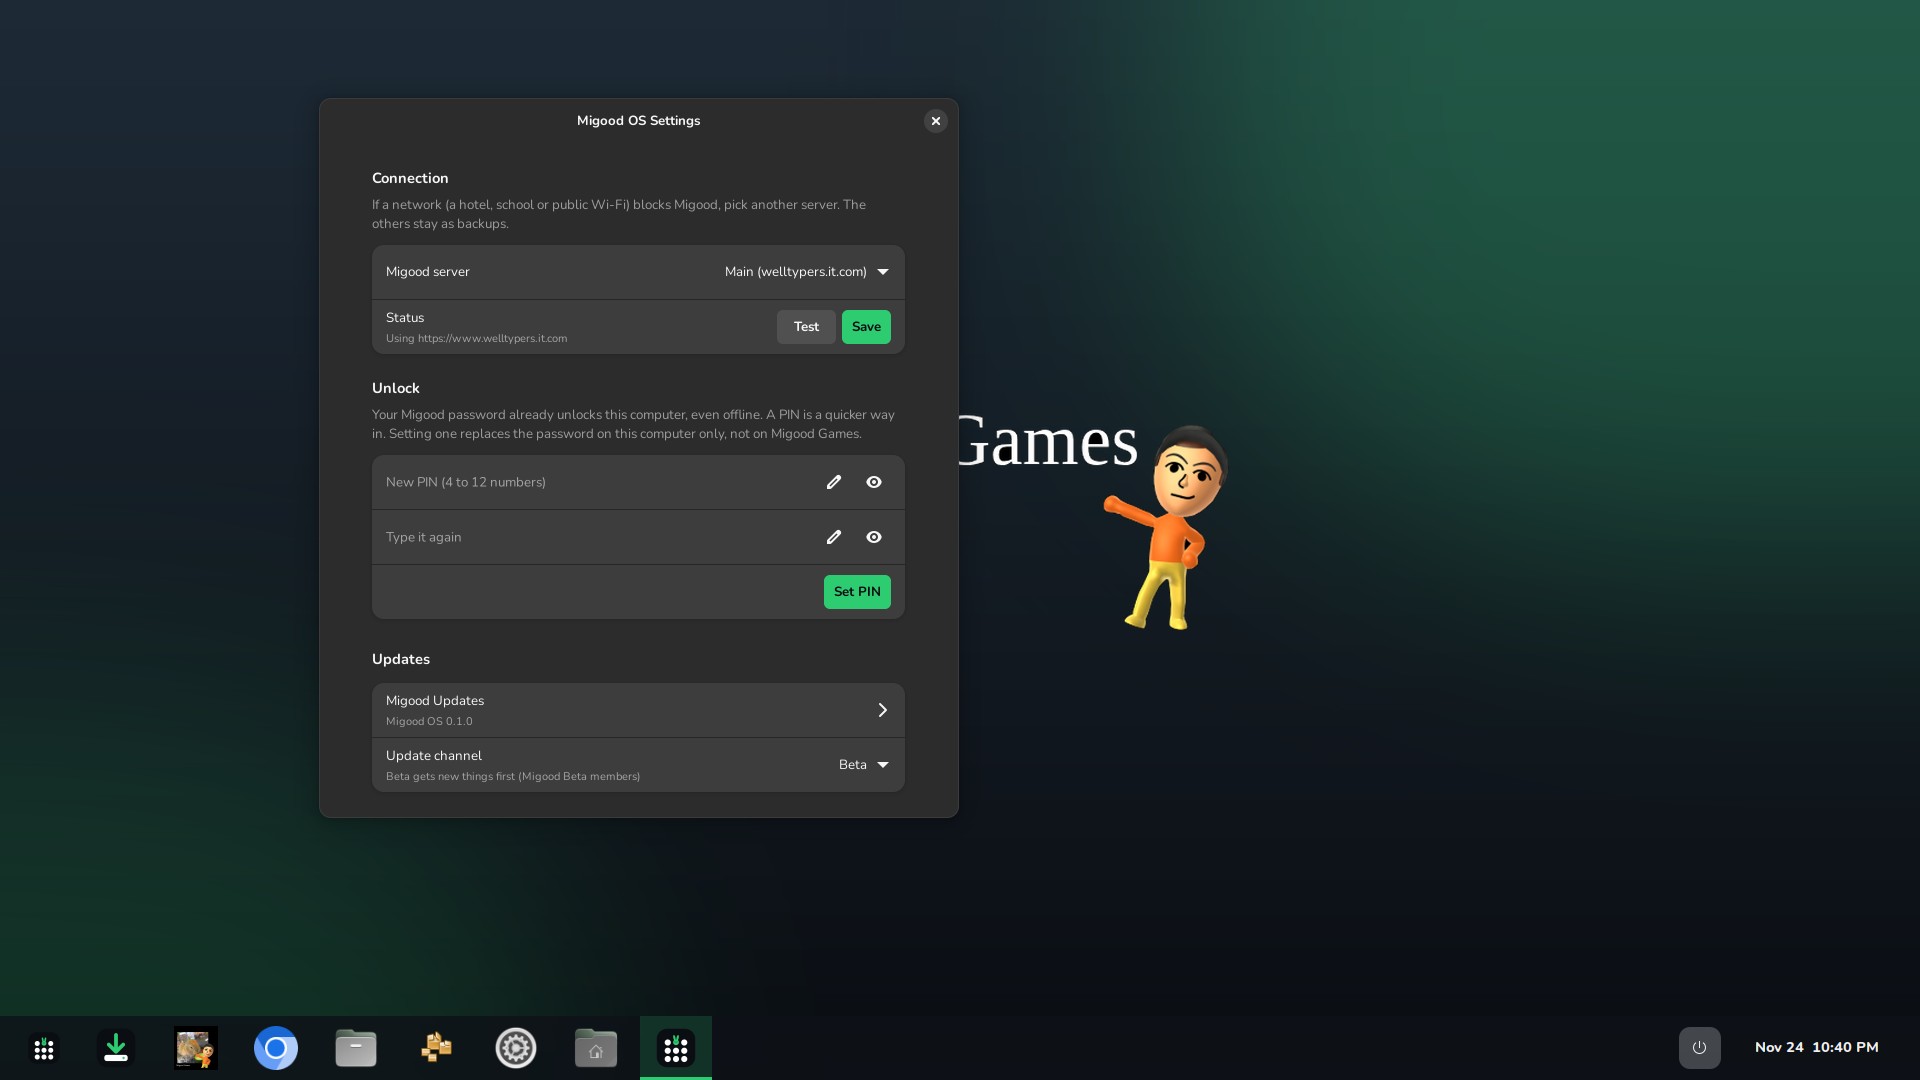 Migood OS Settings
Connection
If a network (a hotel, school or public Wi-Fi) blocks Migood, pick another server. The
others stay as backups.
Migood server
Main (welltypers.it.com)
Status
Using https://www.welltypers.it.com
Test
Save
Unlock
Your Migood password already unlocks this computer, even offline. A PIN is a quicker way
in. Setting one replaces the password on this computer only, not on Migood Games.
Games
New PIN (4 to 12 numbers)
Type it again
Set PIN
Updates
Migood Updates
Migood OS 0.1.0
Update channel
Beta gets new things first (Migood Beta members)
Beta
Nov 24 10:40 PM